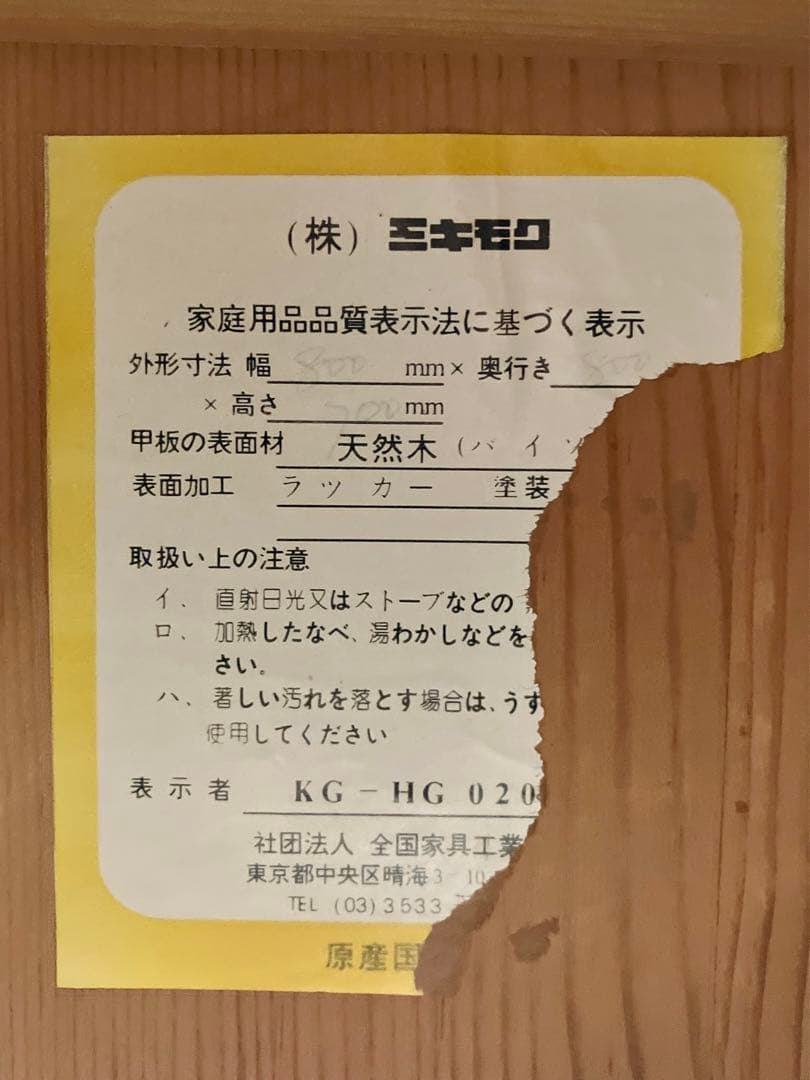 (株) ミキモク
家庭用品品質表示法に基づく表示
外形寸法 幅 800 mm× 奥行き 800
× 高さ 700 mm
甲板の表面材 天然木 (パイン
表面加工 ラッカー 塗装
取扱い上の注意
イ、直射日光又はストーブなどの
ロ、加熱したなべ、湯わかしなどを
さい。
ハ、著しい汚れを落とす場合は、うす
使用してください
表示者 KG-HG 020
社団法人 全国家具工業
東京都中央区晴海3-10
TEL (03)3533
原産国